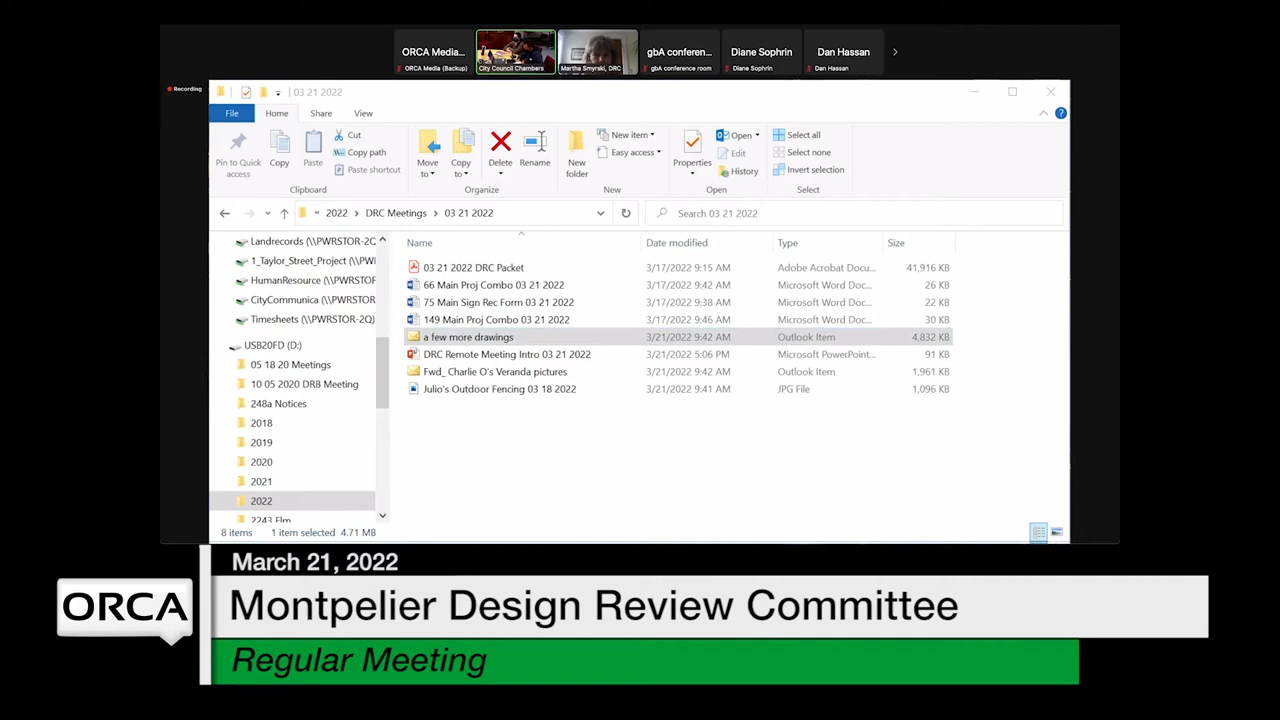 ORCA Media... gbA conferen... Diane Sophrin Dan Hassan
ORCA Media (Backup) City Council Chambers Martha Smyrski, DRC gbA conference room Diane Sophrin Dan Hassan
Recording
03 21 2022
File Home Share View
Pin to Quick access
Copy
Paste
Cut
Copy path
Paste shortcut
Clipboard
Move to
Copy to
Delete
Rename
Organize
New folder
New item
Easy access
New
Properties
Open
Edit
History
Open
Select all
Select none
Invert selection
Select
« 2022 > DRC Meetings > 03 21 2022
Search 03 21 2022
Landrecords (\\PWRSTOR-2Q
1_Taylor_Street_Project (\\PWI
HumanResource (\\PWRSTOR-
CityCommunica (\\PWRSTOR-
Timesheets (\\PWRSTOR-2Q)
USB20FD (D:)
05 18 20 Meetings
10 05 2020 DRB Meeting
248a Notices
2018
2019
2020
2021
2022
2243 Elm
Name Date modified Type Size
03 21 2022 DRC Packet 3/17/2022 9:15 AM Adobe Acrobat Docu... 41,916 KB
66 Main Proj Combo 03 21 2022 3/17/2022 9:42 AM Microsoft Word Doc... 26 KB
75 Main Sign Rec Form 03 21 2022 3/17/2022 9:38 AM Microsoft Word Doc... 22 KB
149 Main Proj Combo 03 21 2022 3/17/2022 9:46 AM Microsoft Word Doc... 30 KB
a few more drawings 3/21/2022 9:42 AM Outlook Item 4,832 KB
DRC Remote Meeting Intro 03 21 2022 3/21/2022 5:06 PM Microsoft PowerPoint... 91 KB
Fwd_ Charlie O's Veranda pictures 3/21/2022 9:42 AM Outlook Item 1,961 KB
Julio's Outdoor Fencing 03 18 2022 3/21/2022 9:41 AM JPG File 1,096 KB
8 items 1 item selected 4.71 MB
March 21, 2022
ORCA
Montpelier Design Review Committee
Regular Meeting